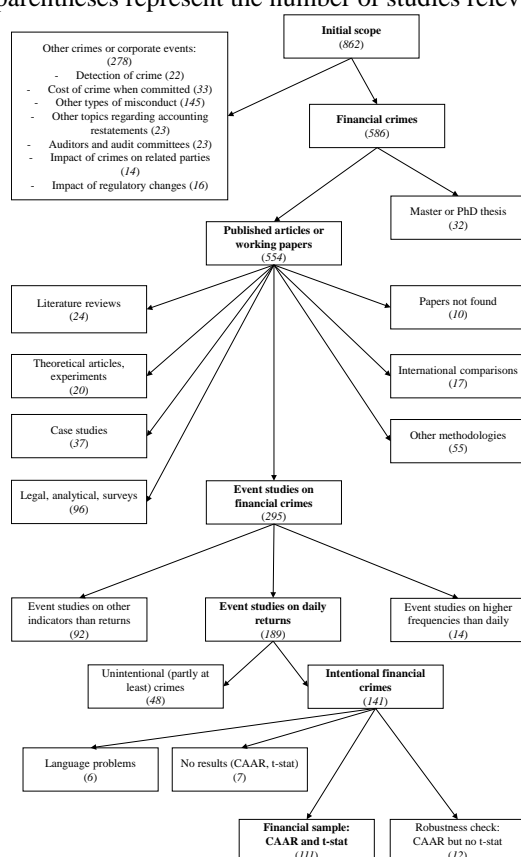 parentheses represent the number of studies relev
Initial scope
(862)
Other crimes or corporate events:
(278)
- Detection of crime (22)
- Cost of crime when committed (33)
- Other types of misconduct (145)
- Other topics regarding accounting
restatements (23)
- Auditors and audit committees (23)
- Impact of crimes on related parties
(14)
- Impact of regulatory changes (16)
Financial crimes
(586)
Master or PhD thesis
(32)
Published articles or
working papers
(554)
Literature reviews
(24)
Papers not found
(10)
Theoretical articles,
experiments
(20)
International comparisons
(17)
Case studies
(37)
Other methodologies
(55)
Legal, analytical, surveys
(96)
Event studies on
financial crimes
(295)
Event studies on other
indicators than returns
(92)
Event studies on daily
returns
(189)
Event studies on higher
frequencies than daily
(14)
Unintentional (partly at
least) crimes
(48)
Intentional financial
crimes
(141)
Language problems
(6)
No results (CAAR, t-stat)
(7)
Financial sample:
CAAR and t-stat
(111)
Robustness check:
CAAR but no t-stat
(12)